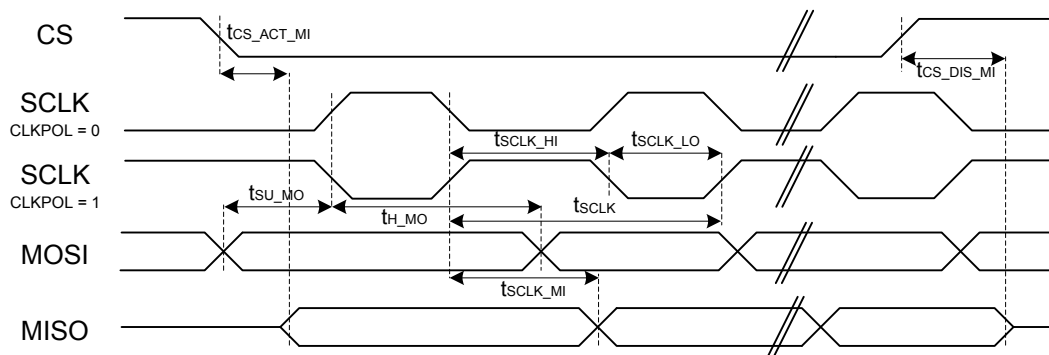 CS
tCS_ACT_MI
tCS_DIS_MI
SCLK
CLKPOL = 0
tSCLK_HI
tSCLK_LO
SCLK
CLKPOL = 1
tSU_MO
tH_MO
tSCLK
MOSI
tSCLK_MI
MISO